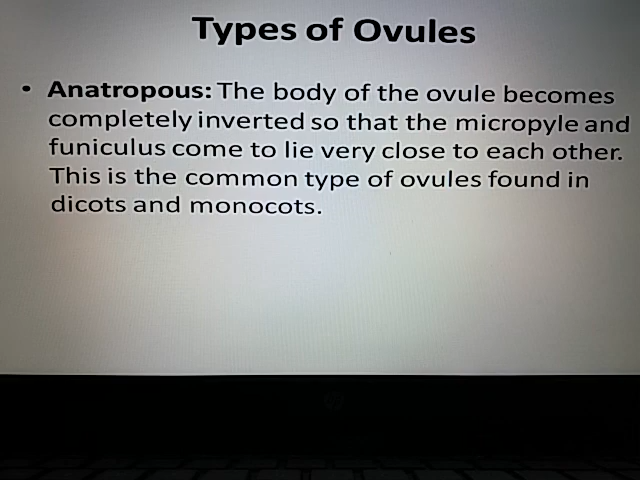 Types of Ovules
• Anatropous: The body of the ovule becomes
completely inverted so that the micropyle and
funiculus come to lie very close to each other.
This is the common type of ovules found in
dicots and monocots.